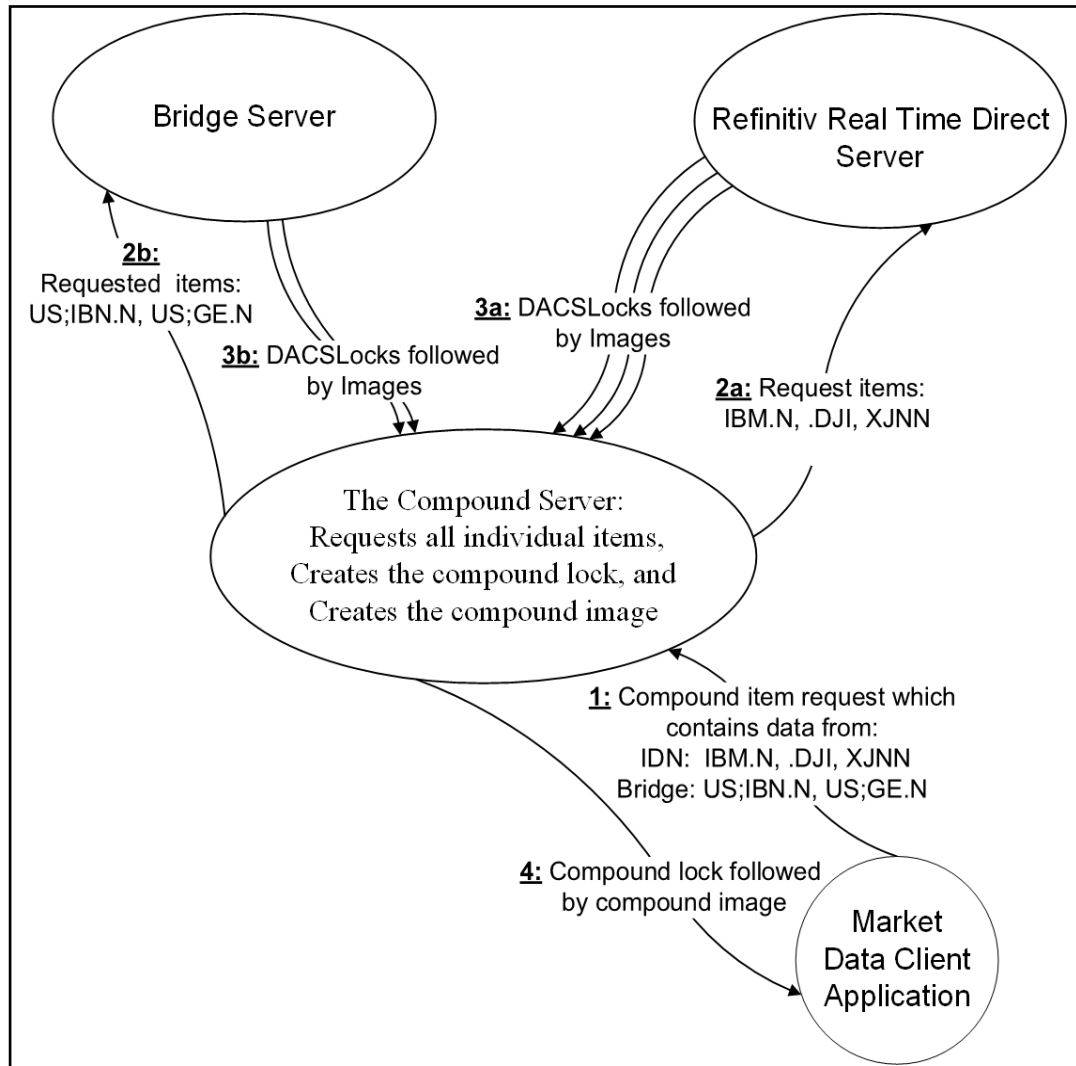 Bridge Server
Refinitiv Real Time Direct
Server
2b:
Requested items:
US;IBN.N, US;GE.N
3b: DACSLocks followed
by Images
3a: DACSLocks followed
by Images
2a: Request items:
IBM.N, .DJI, XJNN
The Compound Server:
Requests all individual items,
Creates the compound lock, and
Creates the compound image
1: Compound item request which
contains data from:
IDN: IBM.N, .DJI, XJNN
Bridge: US;IBN.N, US;GE.N
4: Compound lock followed
by compound image
Market
Data Client
Application